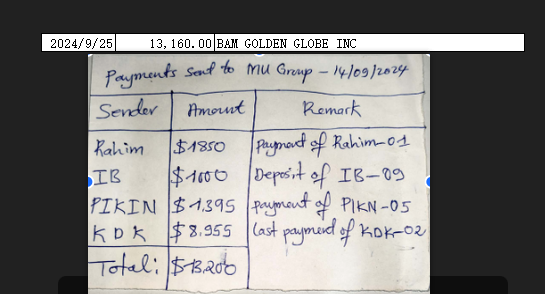 2024/9/25 13,160.00 BAM GOLDEN GLOBE INC
Payments Sent to MU Group - 14/09/2024
Sender Amount Remark
Rahim $1850 Payment of Rahim-01
IB $1000 Deposit of IB-09
PIKIN $1,395 payment of PIKN-05
KDK $8,955 Last payment of KDK-02
Total: $13,200